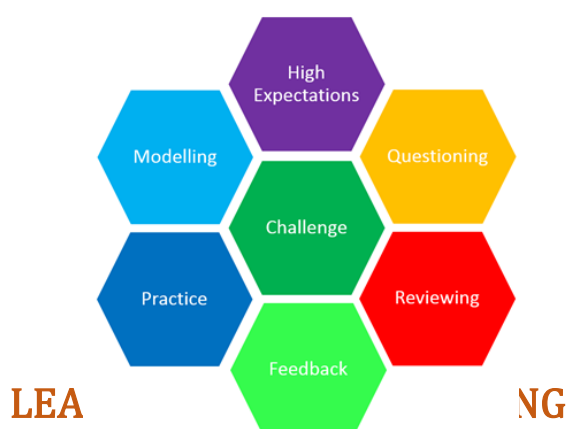 High
Expectations
Modelling
Questioning
Challenge
Practice
Reviewing
Feedback
LEA NG